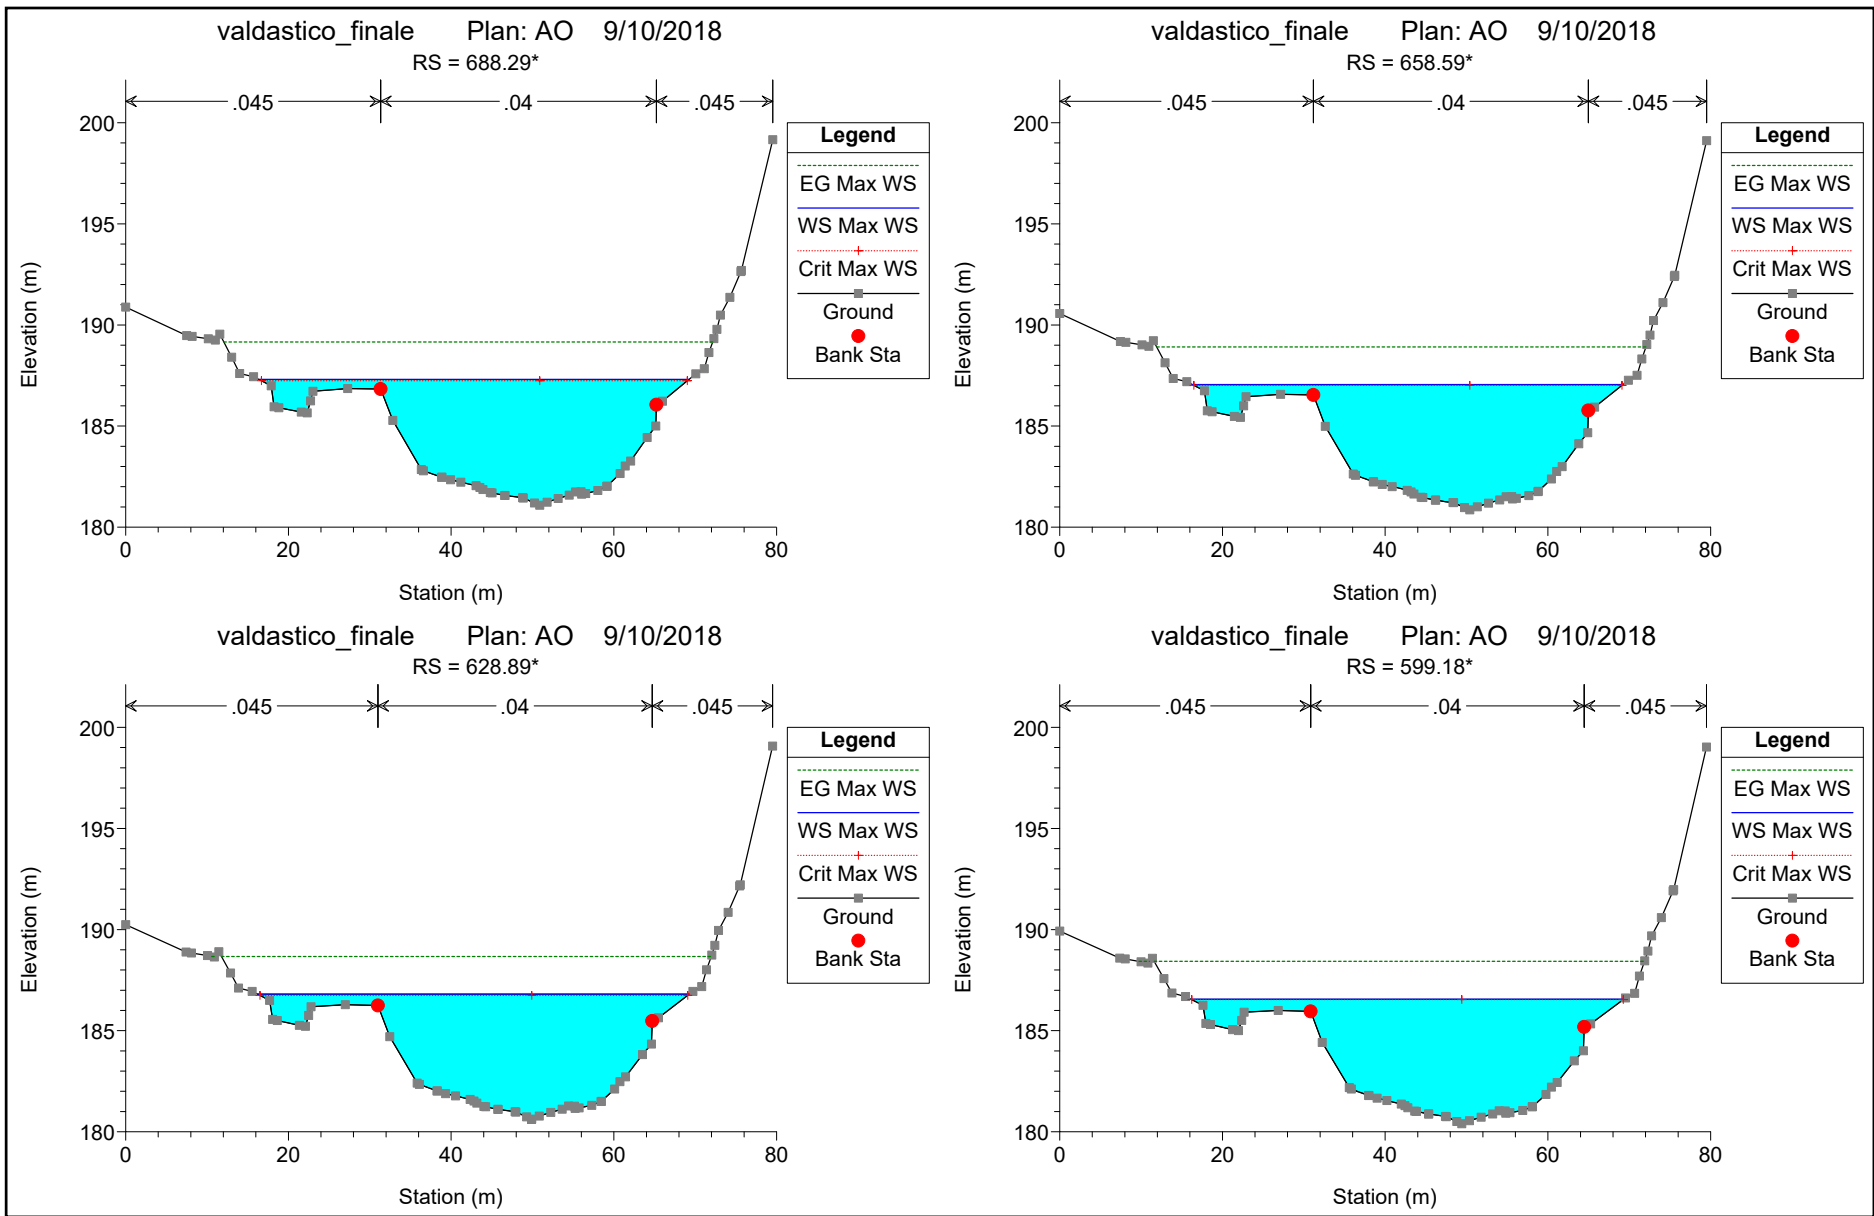 valdastico_finale Plan: AO 9/10/2018
RS = 688.29*
.045 .04 .045
200
195
190
185
180
0 20 40 60 80
Elevation (m)
Station (m)
Legend
EG Max WS
WS Max WS
Crit Max WS
Ground
Bank Sta
valdastico_finale Plan: AO 9/10/2018
RS = 658.59*
.045 .04 .045
200
195
190
185
180
0 20 40 60 80
Elevation (m)
Station (m)
Legend
EG Max WS
WS Max WS
Crit Max WS
Ground
Bank Sta
valdastico_finale Plan: AO 9/10/2018
RS = 628.89*
.045 .04 .045
200
195
190
185
180
0 20 40 60 80
Elevation (m)
Station (m)
Legend
EG Max WS
WS Max WS
Crit Max WS
Ground
Bank Sta
valdastico_finale Plan: AO 9/10/2018
RS = 599.18*
.045 .04 .045
200
195
190
185
180
0 20 40 60 80
Elevation (m)
Station (m)
Legend
EG Max WS
WS Max WS
Crit Max WS
Ground
Bank Sta